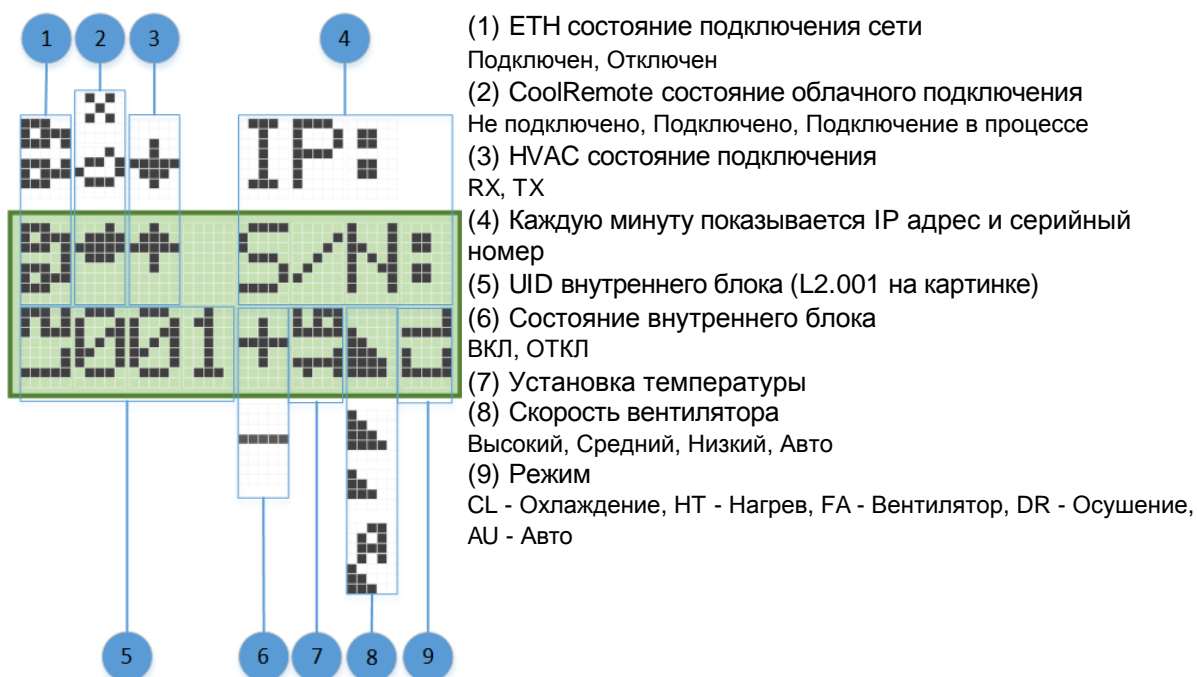 1 2 3 4
IP:
S/N:
001
5 6 7 8 9
(1) ETH состояние подключения сети
Подключен, Отключен
(2) CoolRemote состояние облачного подключения
Не подключено, Подключено, Подключение в процессе
(3) HVAC состояние подключения
RX, TX
(4) Каждую минуту показывается IP адрес и серийный
номер
(5) UID внутреннего блока (L2.001 на картинке)
(6) Состояние внутреннего блока
ВКЛ, ОТКЛ
(7) Установка температуры
(8) Скорость вентилятора
Высокий, Средний, Низкий, Авто
(9) Режим
CL - Охлаждение, HT - Нагрев, FA - Вентилятор, DR - Осушение,
AU - Авто